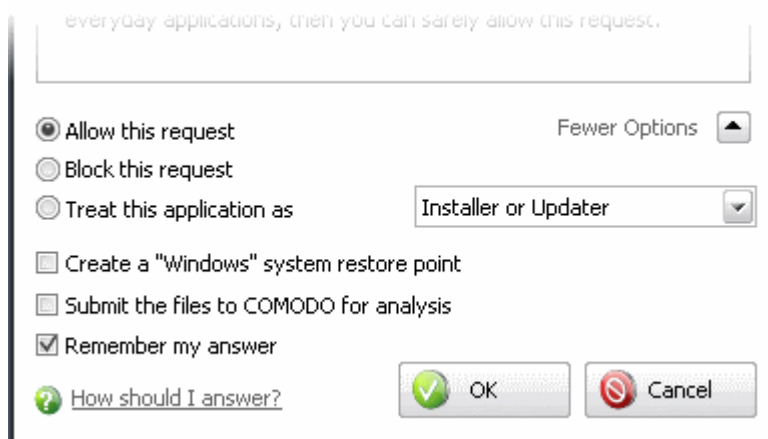 everyday applications, then you can safely allow this request.
Allow this request
Fewer Options
Block this request
Treat this application as
Installer or Updater
Create a "Windows" system restore point
Submit the files to COMODO for analysis
Remember my answer
How should I answer?
OK
Cancel